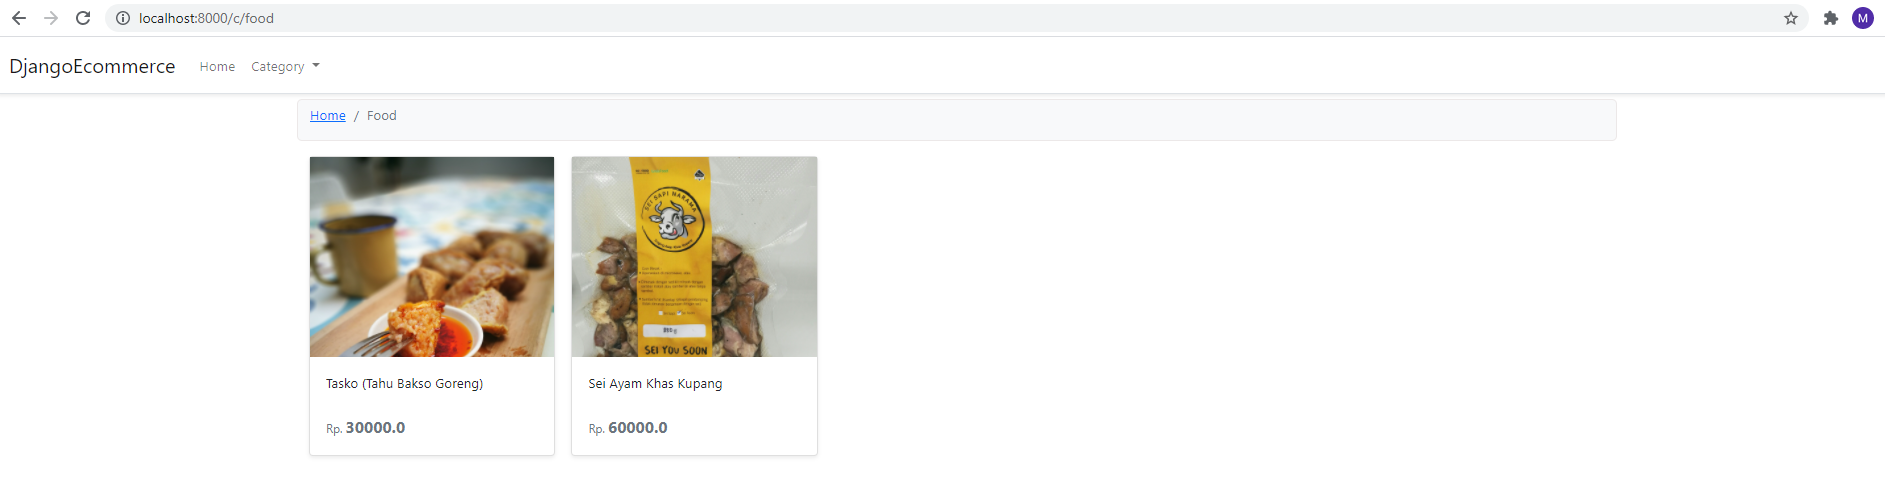 localhost:8000/c/food
M
DjangoEcommerce Home Category
Home / Food
SEI SAPI NARAMA
SEI YOU SOON
Tasko (Tahu Bakso Goreng)
Sei Ayam Khas Kupang
Rp. 30000.0
Rp. 60000.0